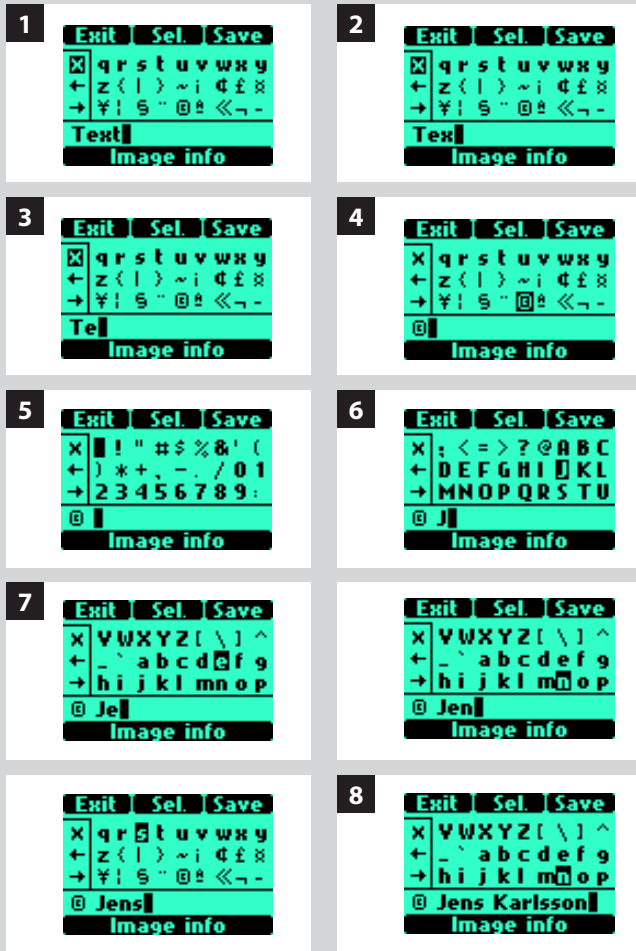 1
Exit Sel. Save
x q r s t u v w x y
← z { | } ~ ¡ ¢ £ ¤
→ ¥ ¦ § ¨ © ª « ¬ -
Text
Image info
2
Exit Sel. Save
x q r s t u v w x y
← z { | } ~ ¡ ¢ £ ¤
→ ¥ ¦ § ¨ © ª « ¬ -
Tex
Image info
3
Exit Sel. Save
x q r s t u v w x y
← z { | } ~ ¡ ¢ £ ¤
→ ¥ ¦ § ¨ © ª « ¬ -
Te
Image info
4
Exit Sel. Save
x q r s t u v w x y
← z { | } ~ ¡ ¢ £ ¤
→ ¥ ¦ § ¨ © ª « ¬ -
©
Image info
5
Exit Sel. Save
x ! " # $ % & ' (
← ) * + , - . / 0 1
→ 2 3 4 5 6 7 8 9 :
©
Image info
6
Exit Sel. Save
x ; < = > ? @ A B C
← D E F G H I J K L
→ M N O P Q R S T U
© J
Image info
7
Exit Sel. Save
x V W X Y Z [ \ ] ^
← _ ` a b c d e f g
→ h i j k l m n o p
© Je
Image info
Exit Sel. Save
x V W X Y Z [ \ ] ^
← _ ` a b c d e f g
→ h i j k l m n o p
© Jen
Image info
Exit Sel. Save
x q r s t u v w x y
← z { | } ~ ¡ ¢ £ ¤
→ ¥ ¦ § ¨ © ª « ¬ -
© Jens
Image info
8
Exit Sel. Save
x V W X Y Z [ \ ] ^
← _ ` a b c d e f g
→ h i j k l m n o p
© Jens Karlsson
Image info